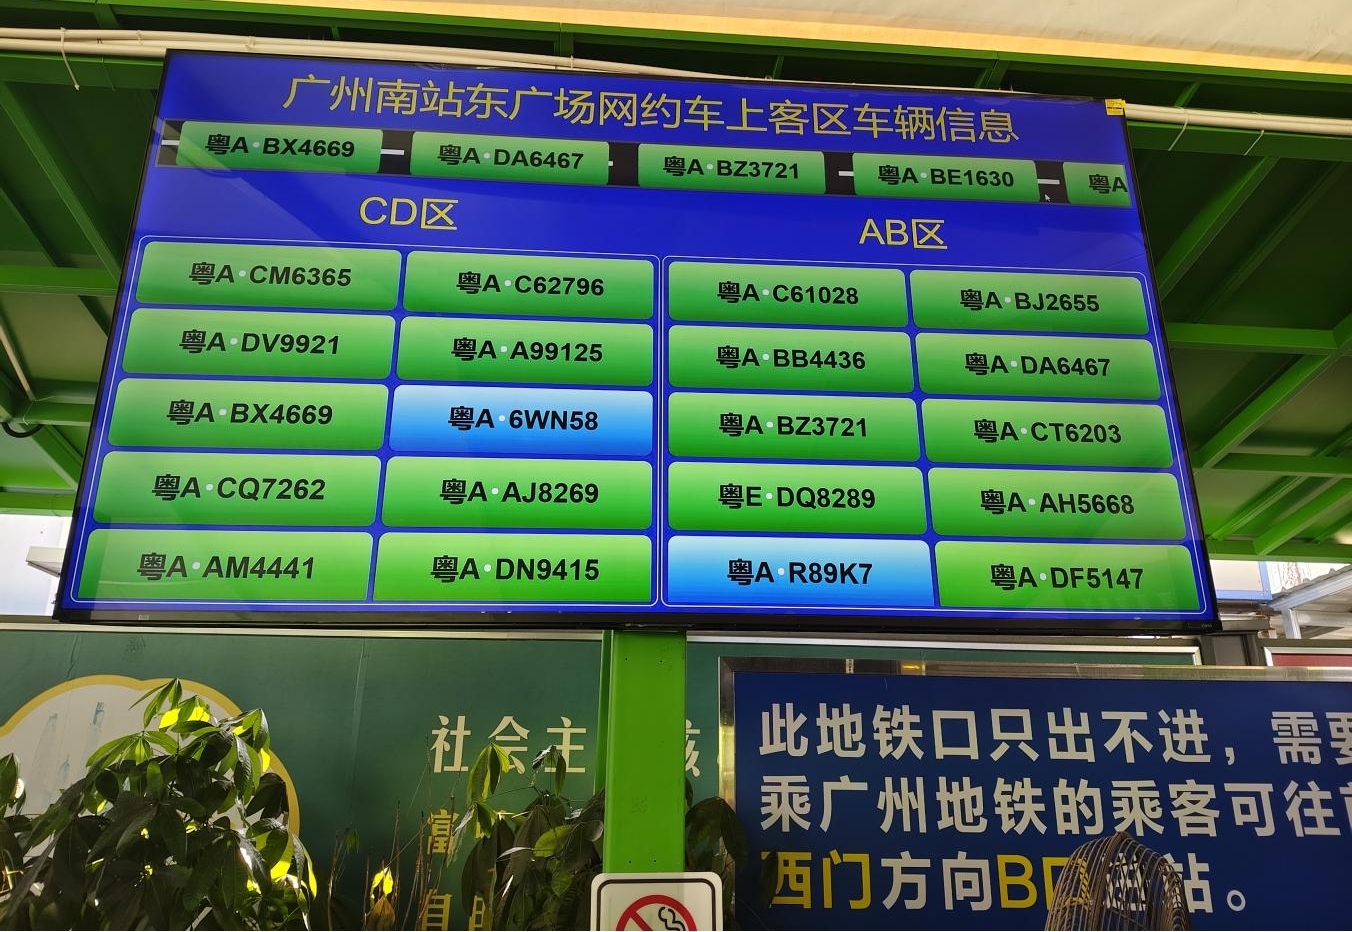 广州南站东广场网约车上客区车辆信息
粤A·BX4669 粤A·DA6467 粤A·BZ3721 粤A·BE1630 粤A
CD区 AB区
粤A·CM6365 粤A·C62796 粤A·C61028 粤A·BJ2655
粤A·DV9921 粤A·A99125 粤A·BB4436 粤A·DA6467
粤A·BX4669 粤A·6WN58 粤A·BZ3721 粤A·CT6203
粤A·CQ7262 粤A·AJ8269 粤E·DQ8289 粤A·AH5668
粤A·AM4441 粤A·DN9415 粤A·R89K7 粤A·DF5147
社会主 核
富
自由
此地铁口只出不进，需要
乘广州地铁的乘客可往前
西门方向B 进站。